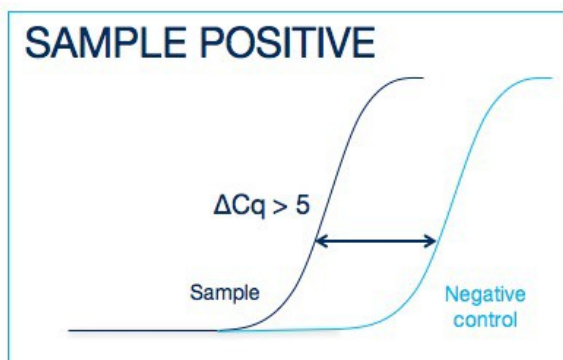 SAMPLE POSITIVE
ΔCq > 5
Sample
Negative
control